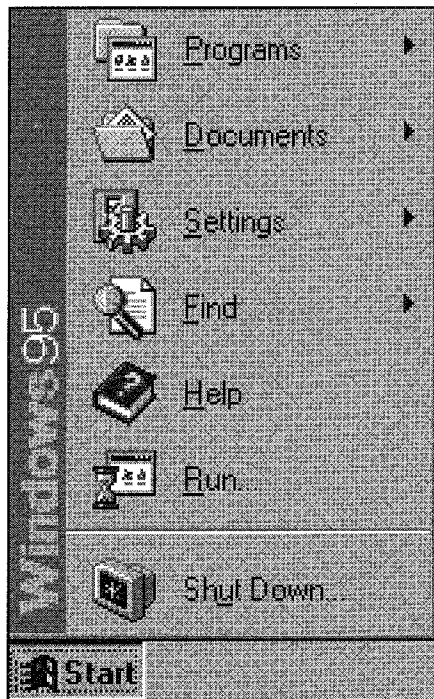 Programs
Documents
Settings
Find
Help
Run...
Shut Down...
Windows95
Start